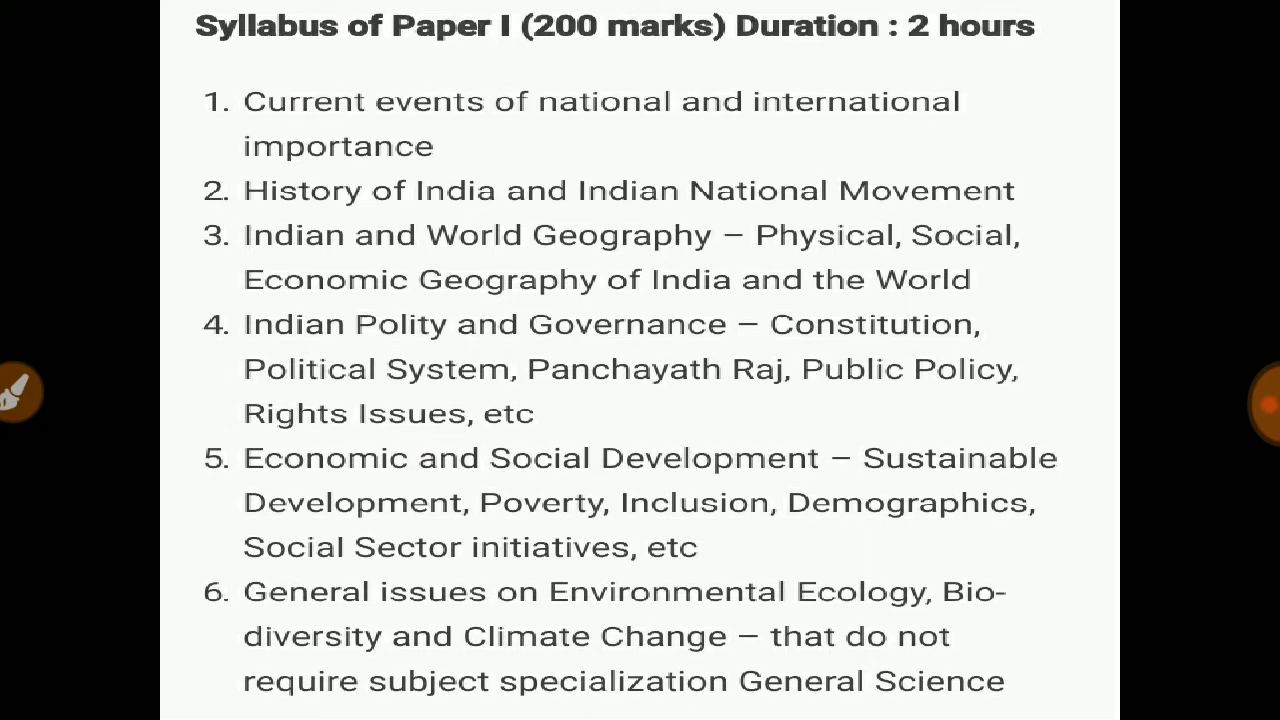 Syllabus of Paper I (200 marks) Duration : 2 hours
1. Current events of national and international
importance
2. History of India and Indian National Movement
3. Indian and World Geography – Physical, Social,
Economic Geography of India and the World
4. Indian Polity and Governance – Constitution,
Political System, Panchayath Raj, Public Policy,
Rights Issues, etc
5. Economic and Social Development – Sustainable
Development, Poverty, Inclusion, Demographics,
Social Sector initiatives, etc
6. General issues on Environmental Ecology, Bio-
diversity and Climate Change – that do not
require subject specialization General Science